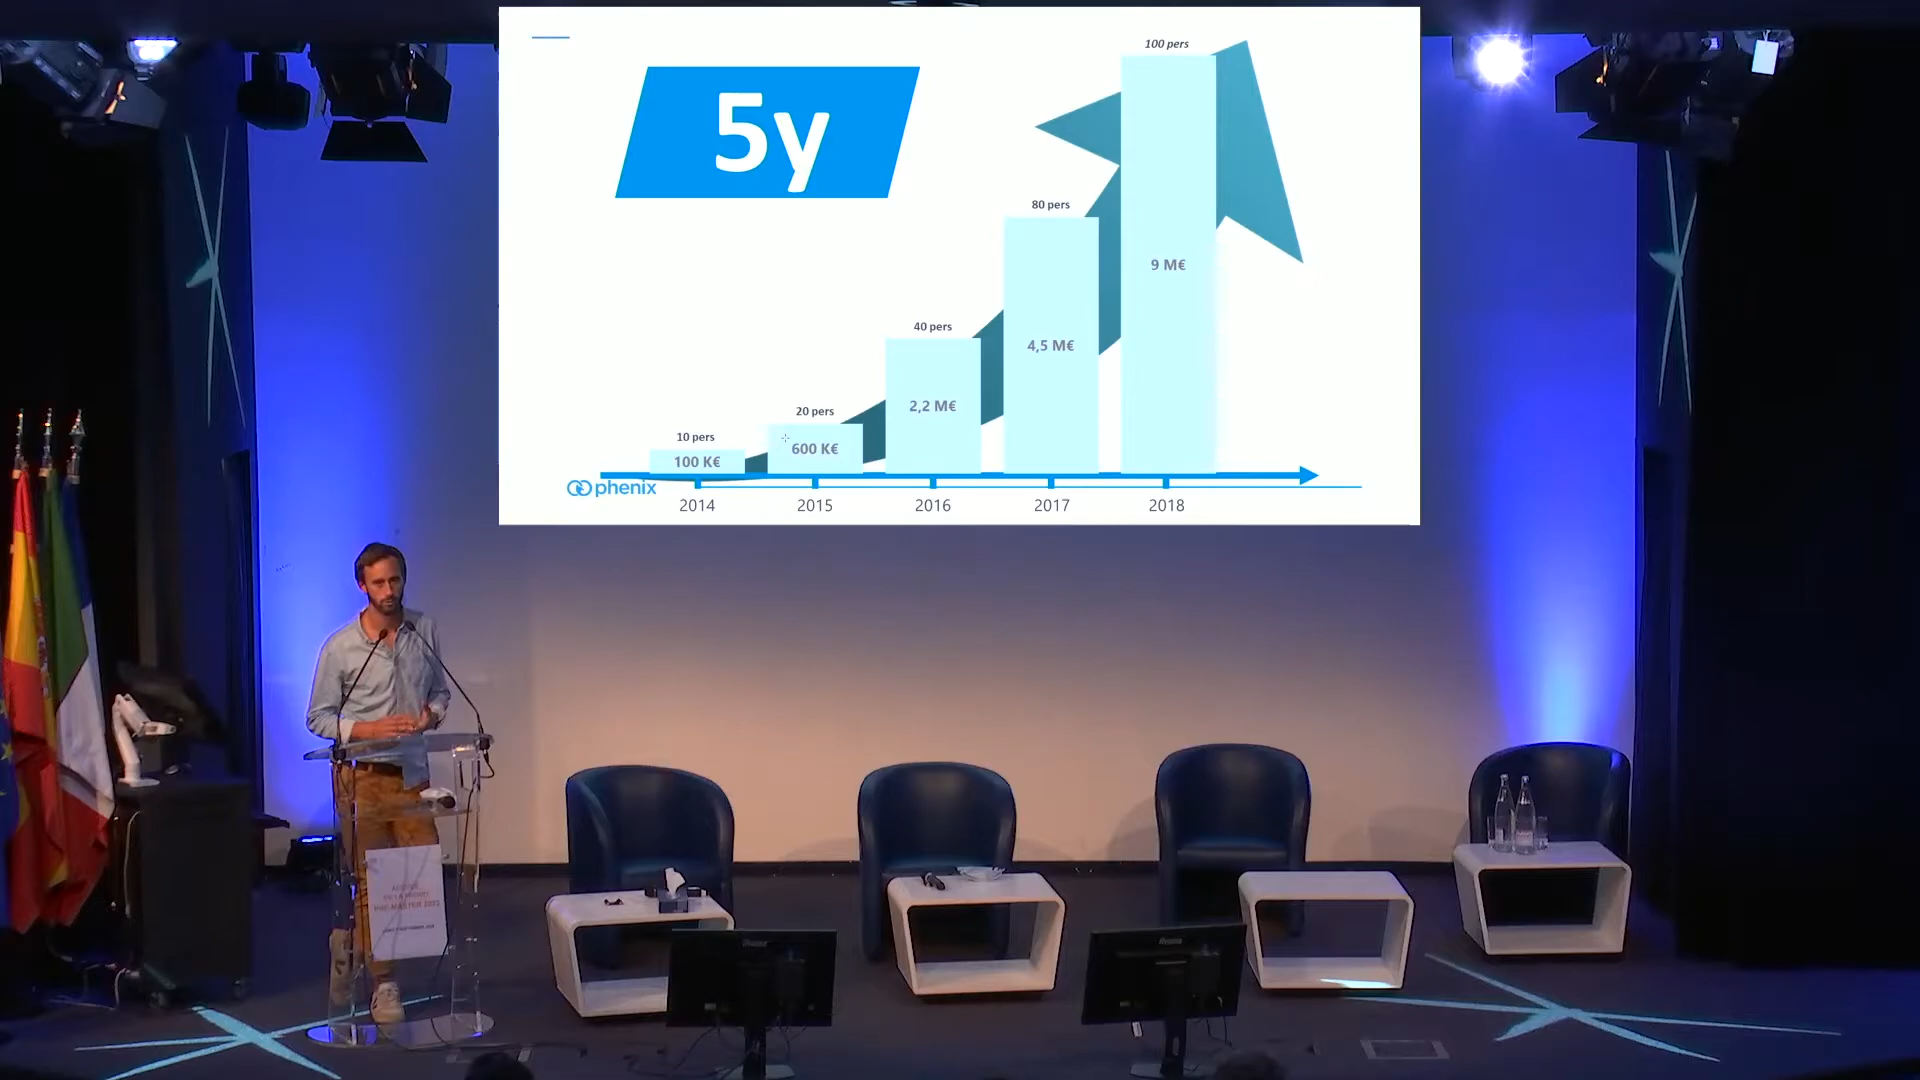 5y
100 pers
80 pers
40 pers
20 pers
10 pers
9 M€
4,5 M€
2,2 M€
600 K€
100 K€
phenix
2014
2015
2016
2017
2018